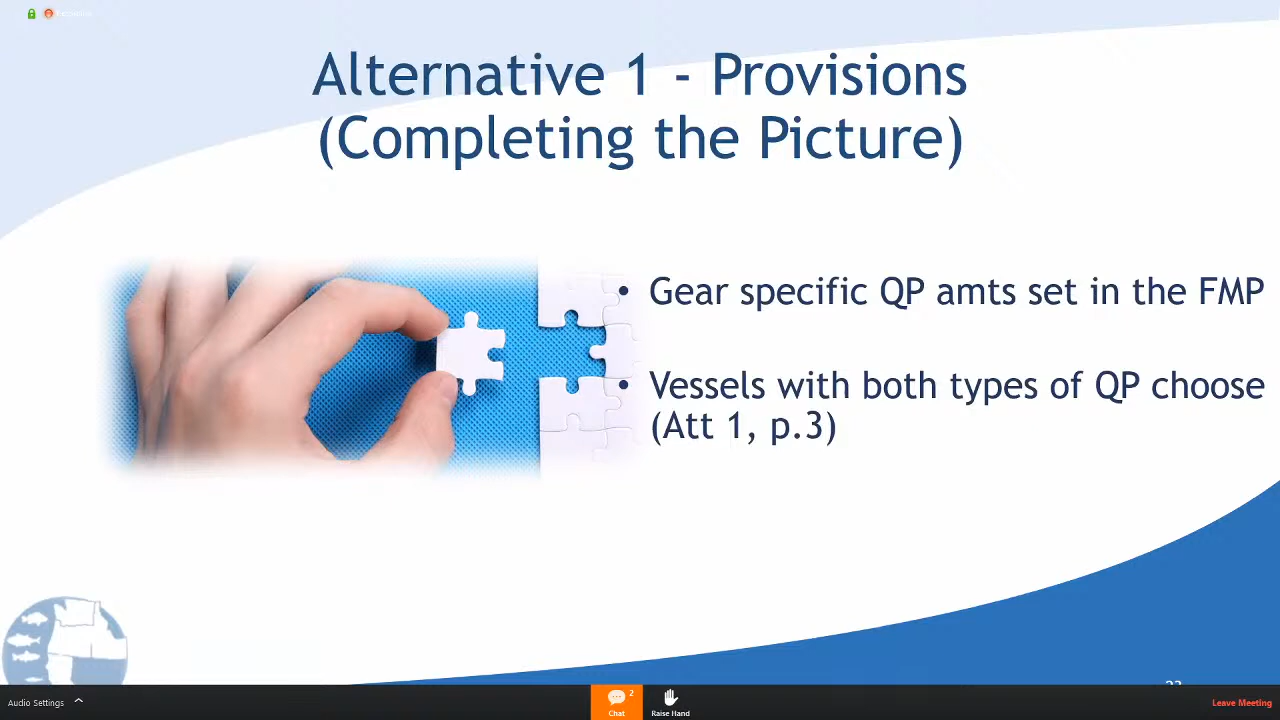 Alternative 1 - Provisions
(Completing the Picture)
• Gear specific QP amts set in the FMP
• Vessels with both types of QP choose
(Att 1, p.3)
Audio Settings
2
Chat
Raise Hand
Leave Meeting